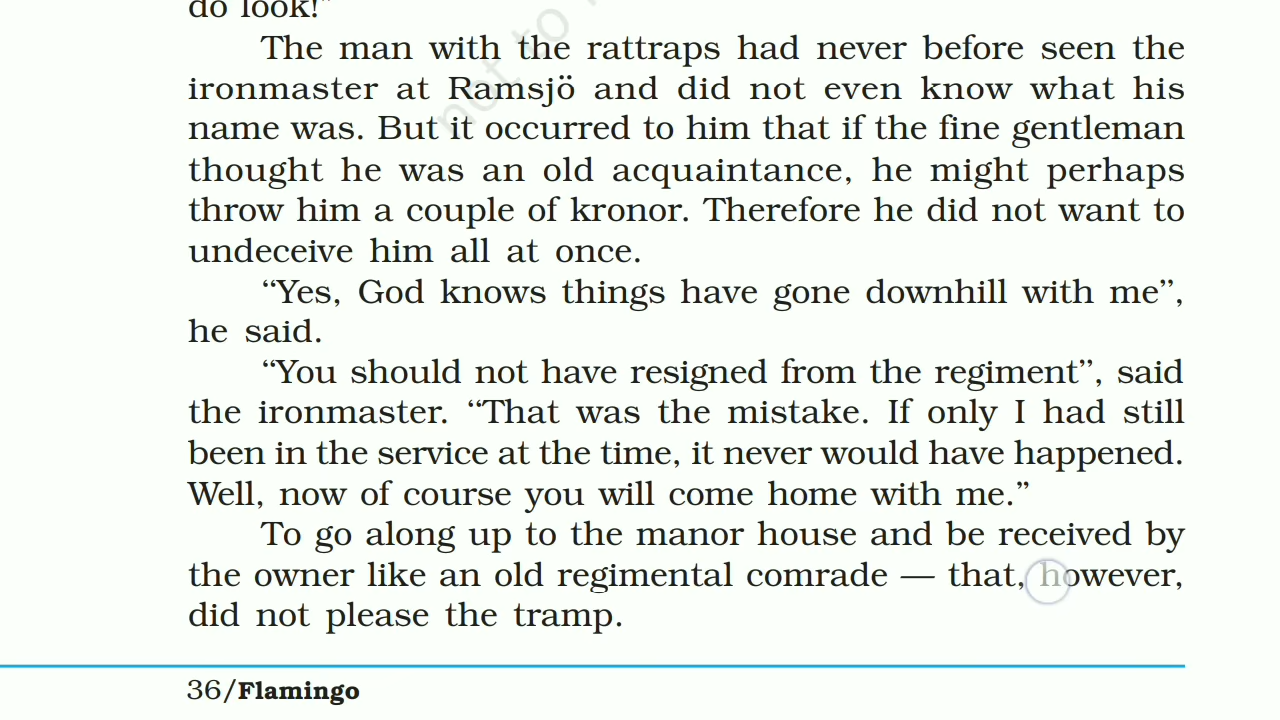 do look!"
The man with the rattraps had never before seen the
ironmaster at Ramsjö and did not even know what his
name was. But it occurred to him that if the fine gentleman
thought he was an old acquaintance, he might perhaps
throw him a couple of kronor. Therefore he did not want to
undeceive him all at once.
“Yes, God knows things have gone downhill with me”,
he said.
“You should not have resigned from the regiment”, said
the ironmaster. “That was the mistake. If only I had still
been in the service at the time, it never would have happened.
Well, now of course you will come home with me.”
To go along up to the manor house and be received by
the owner like an old regimental comrade — that, however,
did not please the tramp.
36/Flamingo
not to